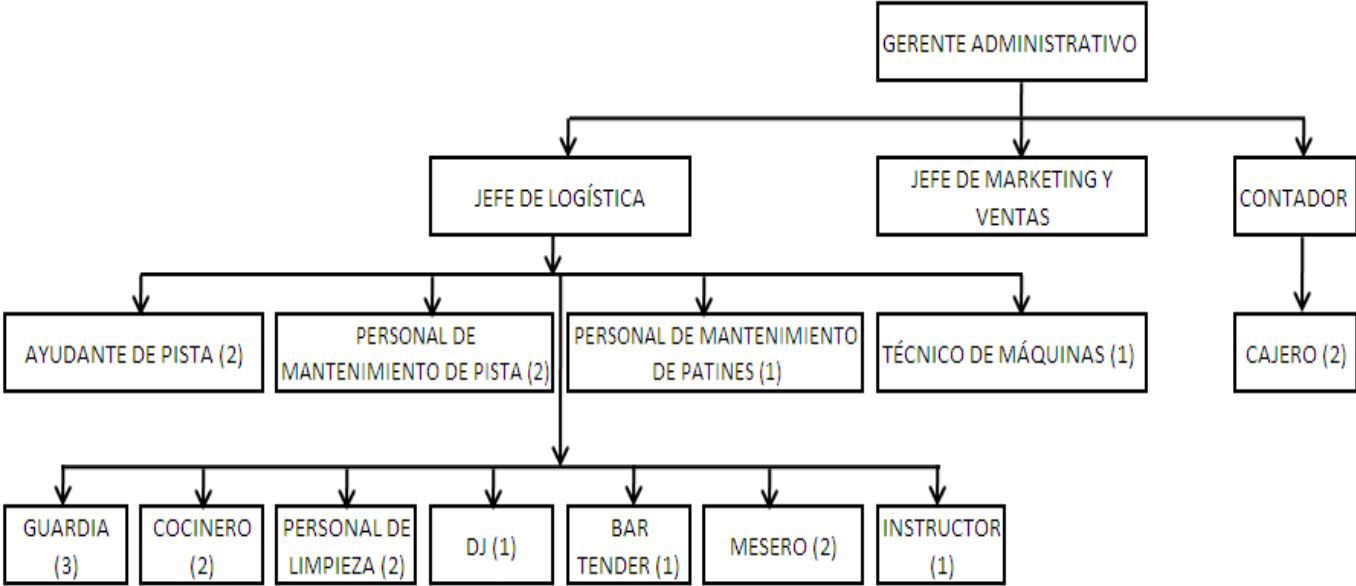 GERENTE ADMINISTRATIVO
JEFE DE LOGÍSTICA
JEFE DE MARKETING Y
VENTAS
CONTADOR
AYUDANTE DE PISTA (2)
PERSONAL DE
MANTENIMIENTO DE PISTA (2)
PERSONAL DE MANTENIMIENTO
DE PATINES (1)
TÉCNICO DE MÁQUINAS (1)
CAJERO (2)
GUARDIA
(3)
COCINERO
(2)
PERSONAL DE
LIMPIEZA (2)
DJ (1)
BAR
TENDER (1)
MESERO (2)
INSTRUCTOR
(1)